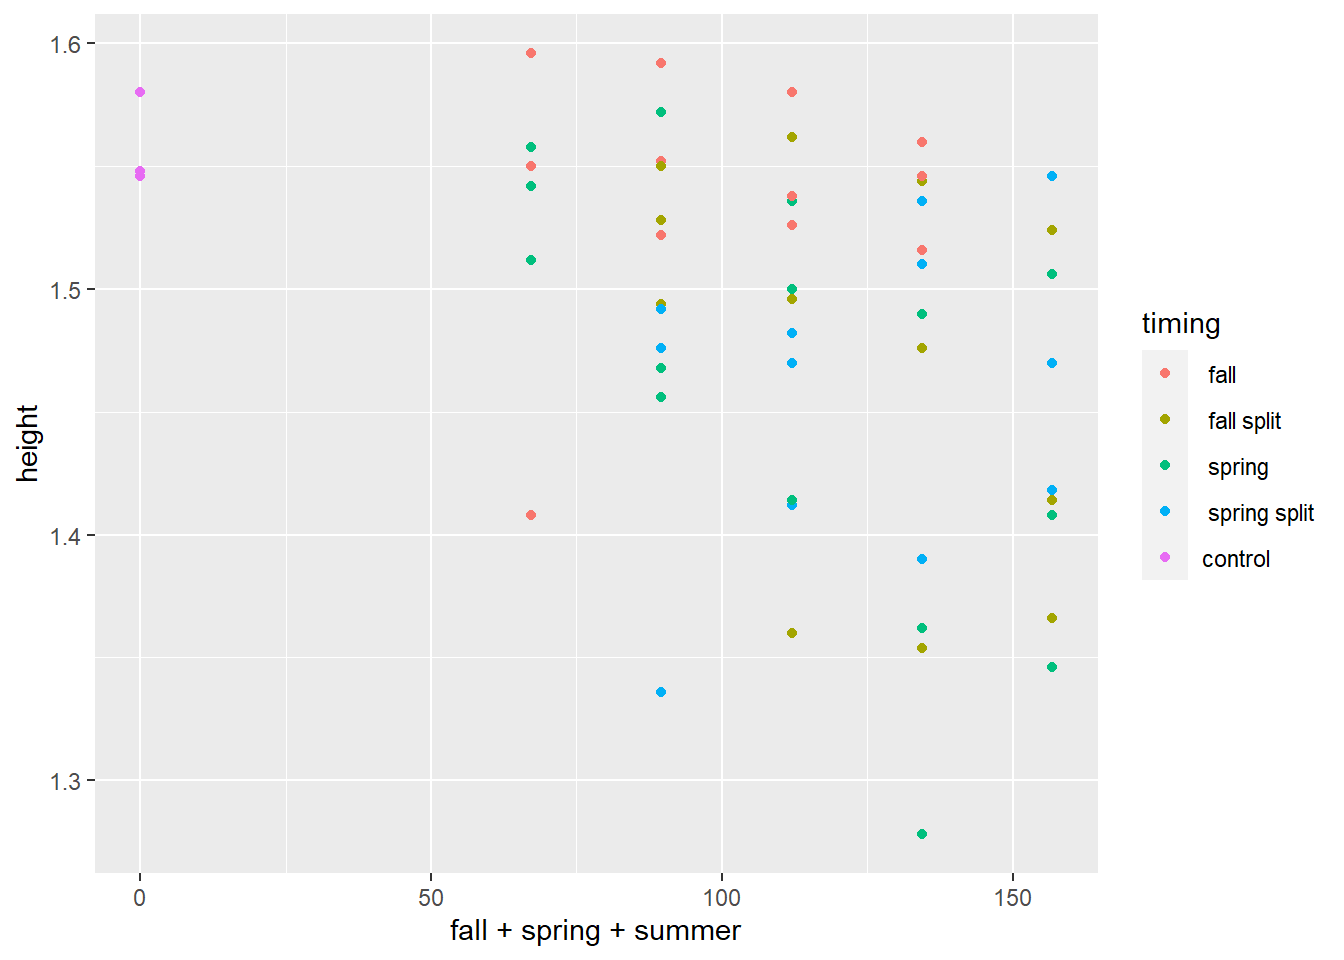 1.6
1.5
1.4
1.3
height
0 50 100 150
fall + spring + summer
timing
fall
fall split
spring
spring split
control